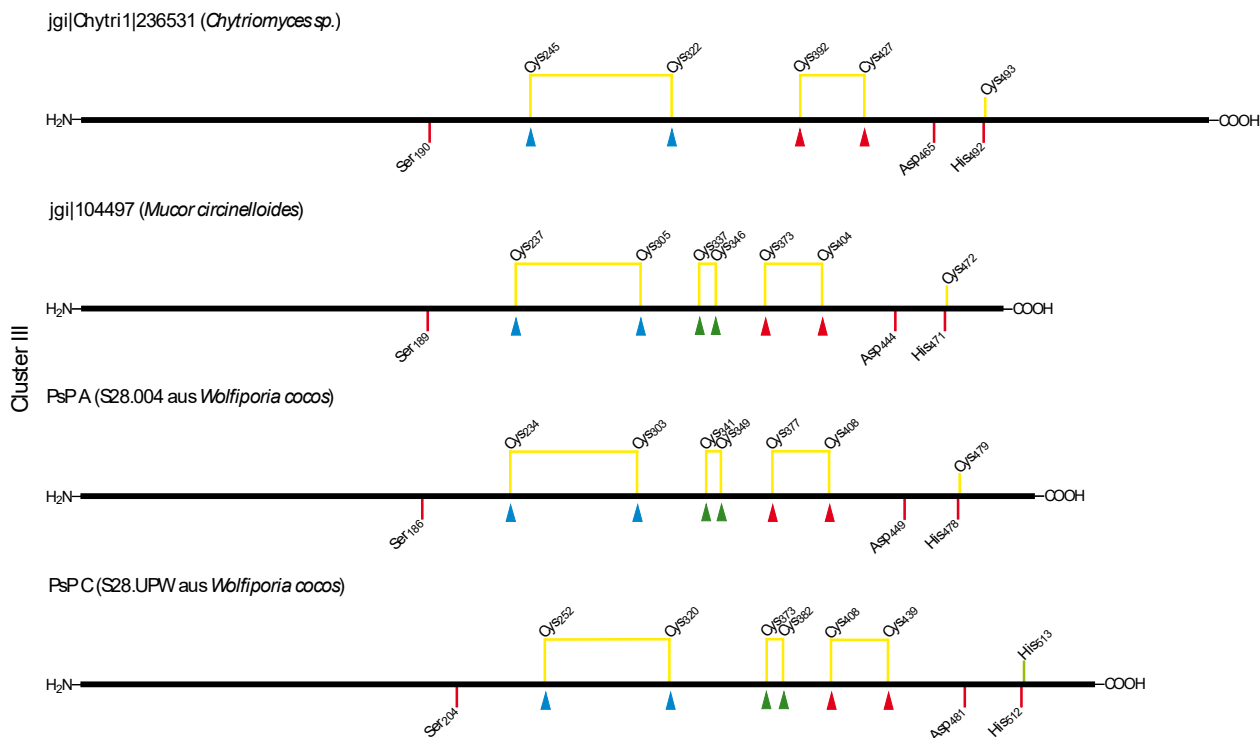 jgi|Chytri1|236531 (Chytriomyces sp.)
Cys245 Cys322 Cys392 Cys427 Cys493
H2N COOH
Ser190 Asp465 His492
jgi|104497 (Mucor circinelloides)
Cys237 Cys305 Cys337 Cys346 Cys373 Cys404 Cys472
H2N COOH
Ser189 Asp444 His471
Cluster III
PsP A (S28.004 aus Wolfiporia cocos)
Cys234 Cys303 Cys341 Cys349 Cys377 Cys408 Cys479
H2N COOH
Ser186 Asp449 His478
PsP C (S28.UPW aus Wolfiporia cocos)
Cys252 Cys320 Cys373 Cys382 Cys408 Cys439 His513
H2N COOH
Ser204 Asp481 His512